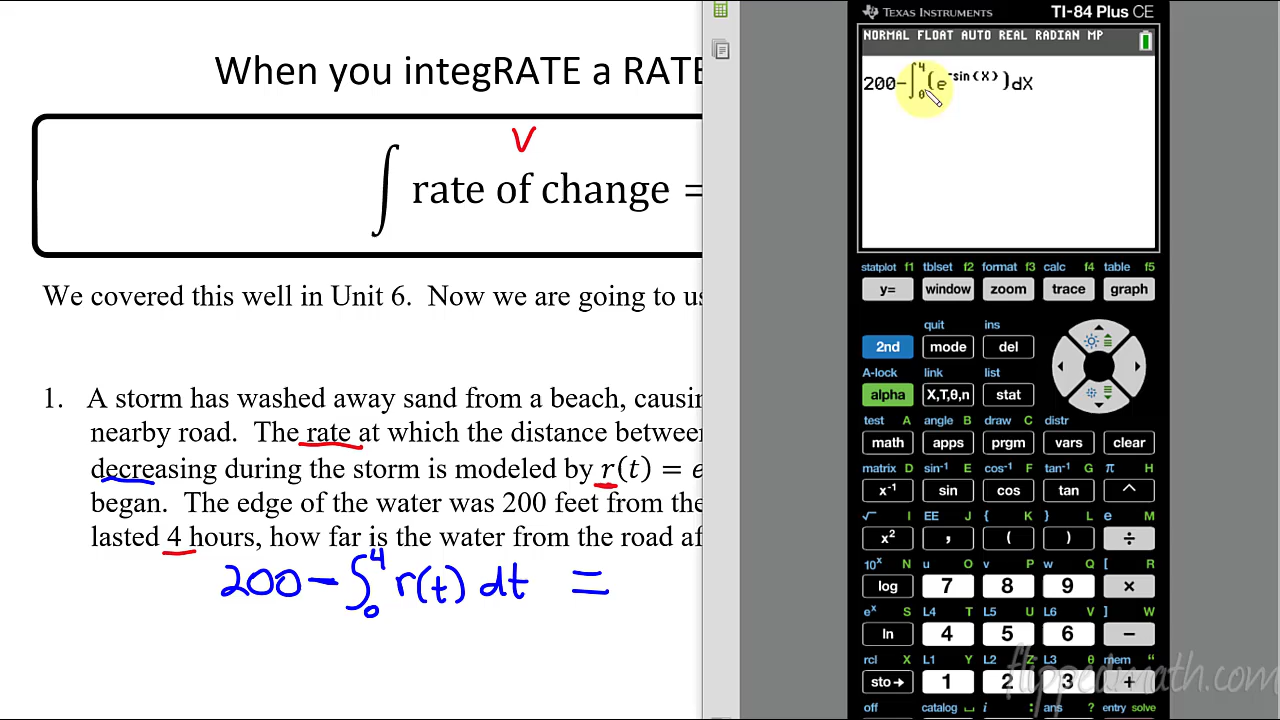 When you integRATE a RATE
V
∫ rate of change =
We covered this well in Unit 6. Now we are going to us
1. A storm has washed away sand from a beach, causin
nearby road. The rate at which the distance between
decreasing during the storm is modeled by r(t) = e
began. The edge of the water was 200 feet from the
lasted 4 hours, how far is the water from the road af
200 - ∫₀⁴ r(t) dt =
TEXAS INSTRUMENTS TI-84 Plus CE
NORMAL FLOAT AUTO REAL RADIAN MP
200-∫₀⁴(e^sin(X))dX
statplot f1 tblset f2 format f3 calc f4 table f5
y= window zoom trace graph
quit ins
2nd mode del
A-lock link list
alpha X,T,θ,n stat
test A angle B draw C distr
math apps prgm vars clear
matrix D sin⁻¹ E cos⁻¹ F tan⁻¹ G π H
x⁻¹ sin cos tan ^
√ I EE J { K } L e M
x² , ( ) ÷
10ˣ N u O v P w Q [ R
log 7 8 9 ×
eˣ S L4 T L5 U L6 V ] W
ln 4 5 6 −
rcl X L1 Y L2 Z L3 θ mem "
sto→ 1 2 3 +
off catalog i : ans ? entry solve
flippedmath.com